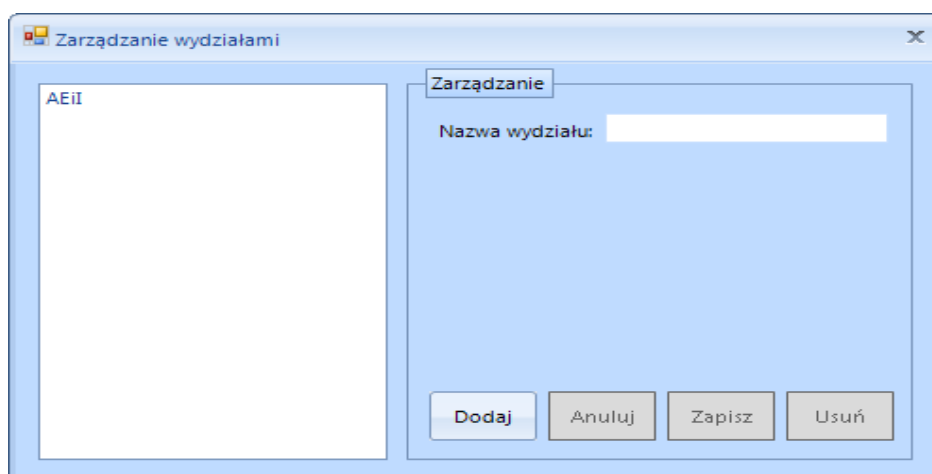 Zarządzanie wydziałami
AEiI
Zarządzanie
Nazwa wydziału:
Dodaj
Anuluj
Zapisz
Usuń